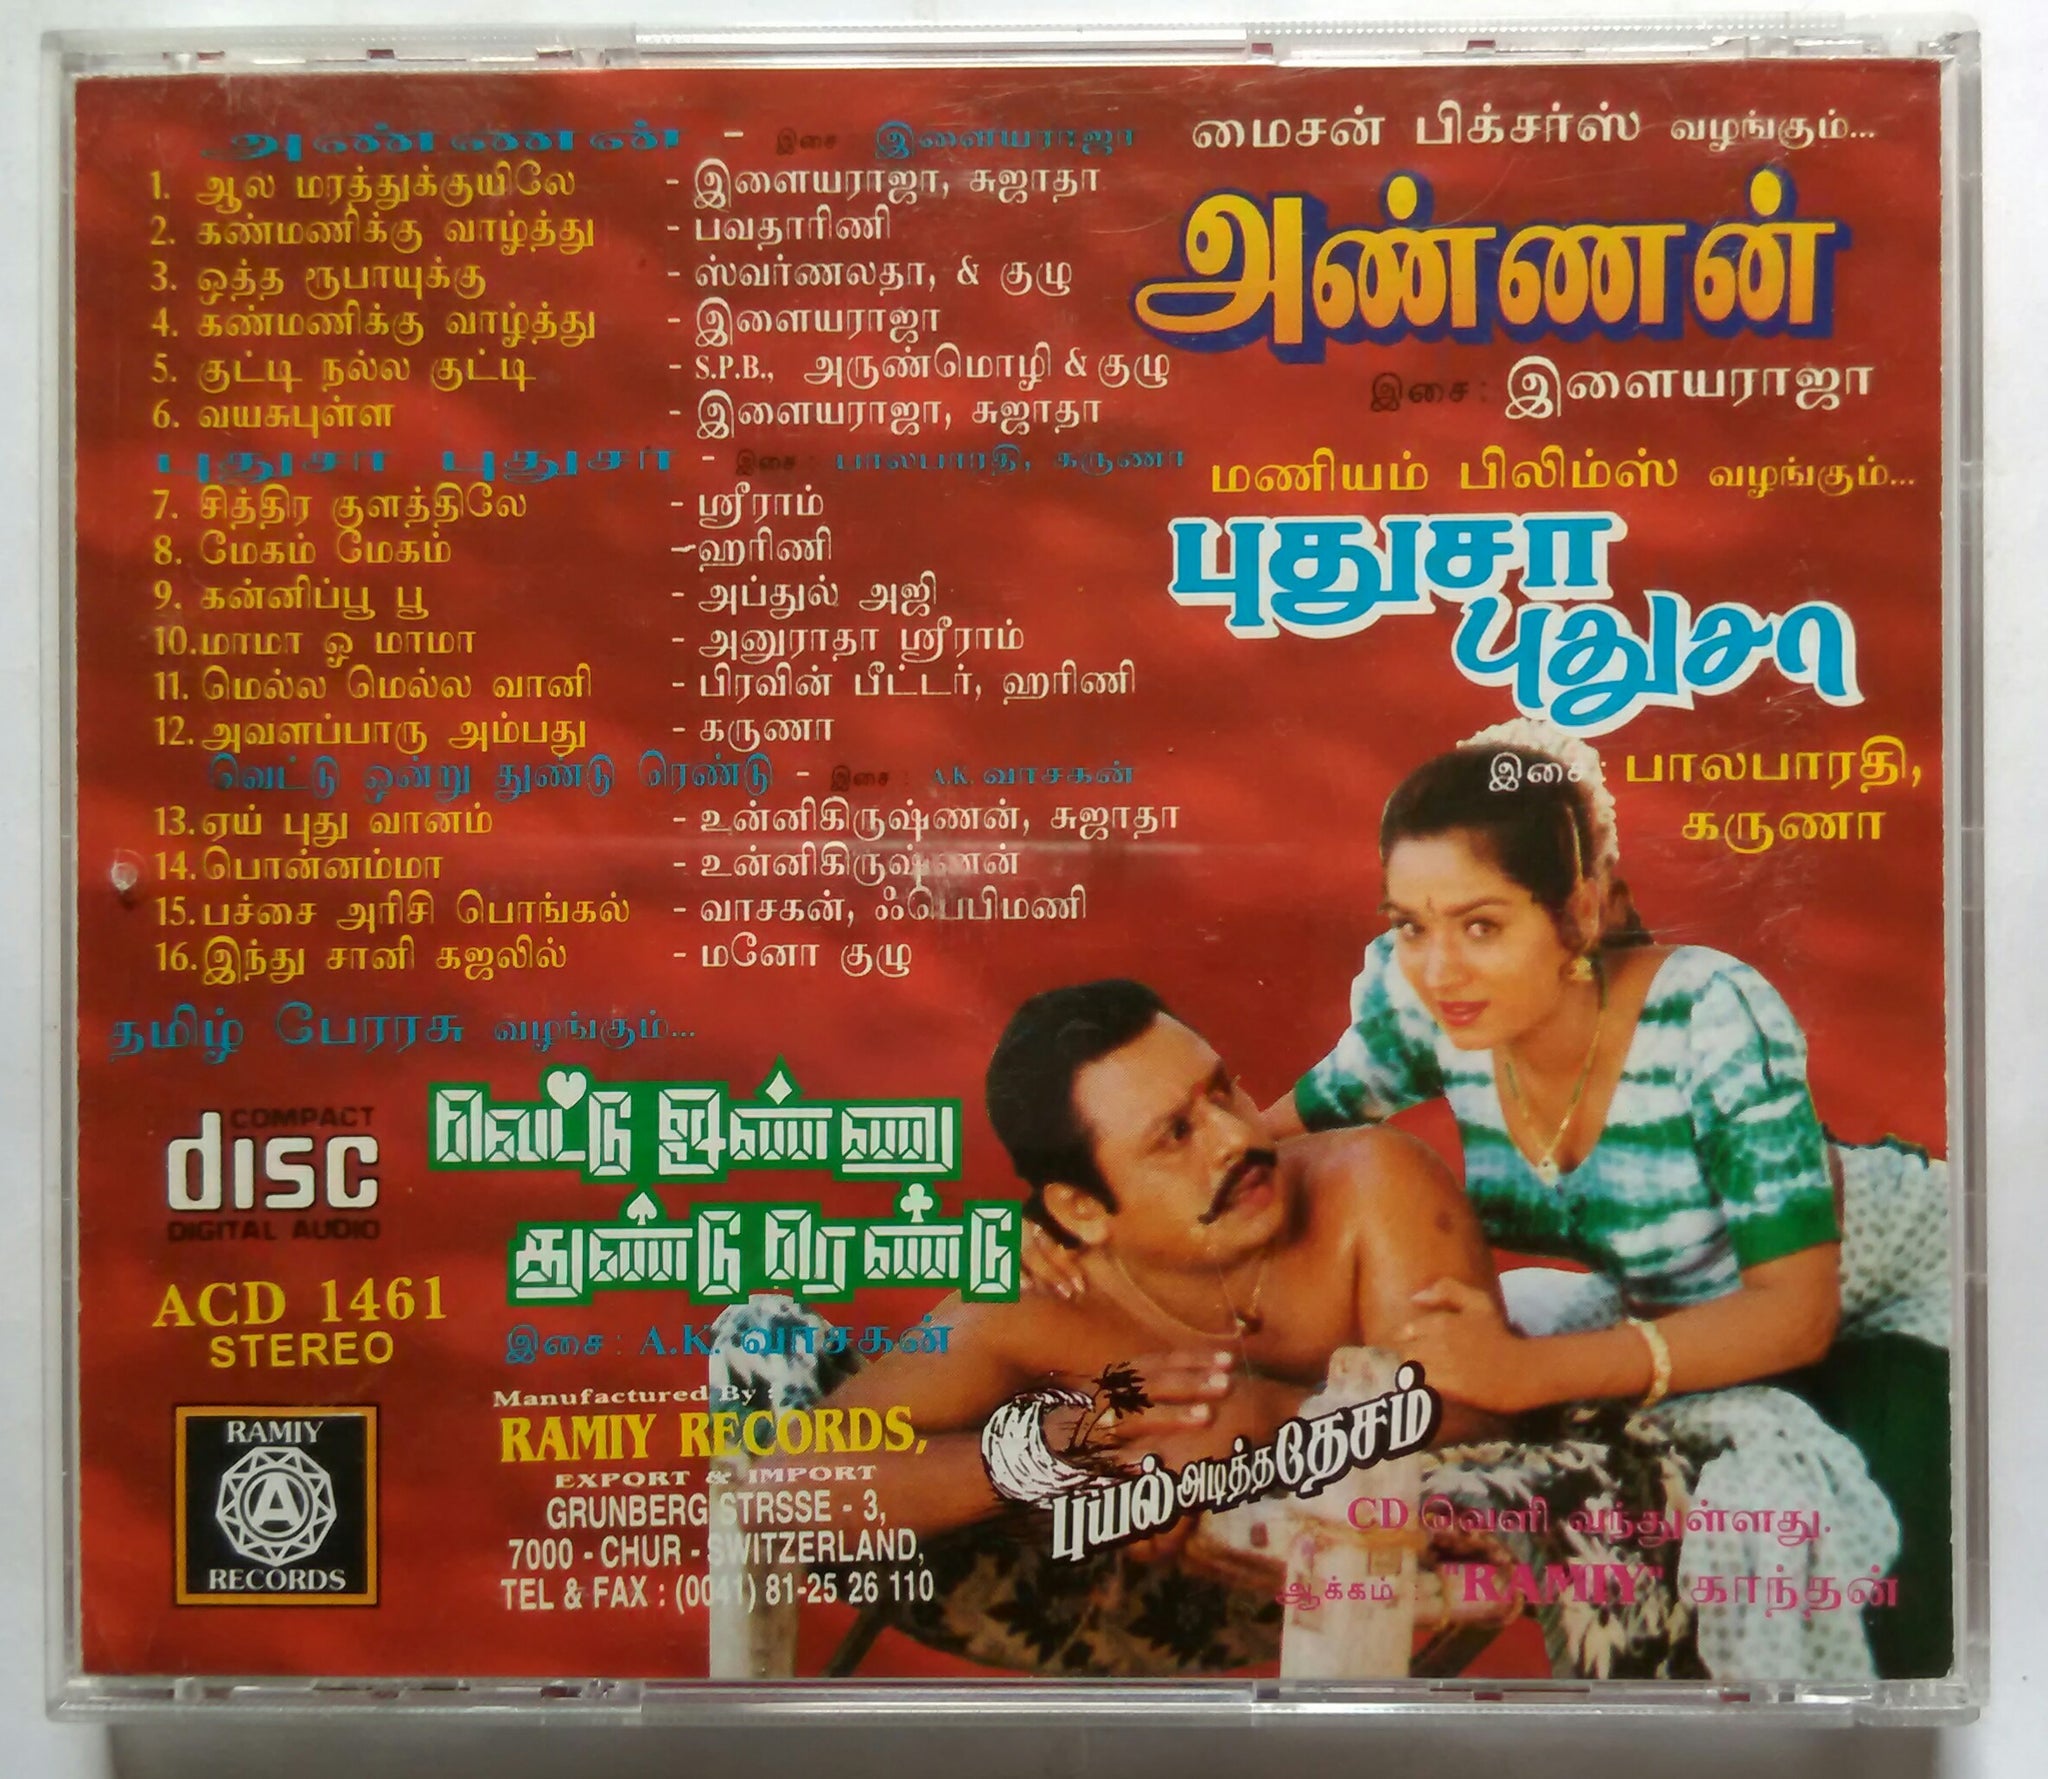 அண்ணன் - இசை இளையராஜா
1. ஆல மரத்துக்குயிலே - இளையராஜா, சுஜாதா
2. கண்மணிக்கு வாழ்த்து - பவதாரிணி
3. ஒத்த ரூபாயுக்கு - ஸ்வர்ணலதா, & குழு
4. கண்மணிக்கு வாழ்த்து - இளையராஜா
5. குட்டி நல்ல குட்டி - S.P.B., அருண்மொழி & குழு
6. வயசுபுள்ள - இளையராஜா, சுஜாதா
புதுசா புதுசா - இசை : பாலபாரதி, கருணா
7. சித்திர குளத்திலே - ஸ்ரீராம்
8. மேகம் மேகம் - ஹரிணி
9. கன்னிப்பூ பூ - அப்துல் அஜி
10. மாமா ஓ மாமா - அனுராதா ஸ்ரீராம்
11. மெல்ல மெல்ல வானி - பிரவின் பீட்டர், ஹரிணி
12. அவளப்பாரு அம்பது - கருணா
வெட்டு ஒன்று துண்டு ரெண்டு - இசை : A.K. வாசகன்
13. ஏய் புது வானம் - உன்னிகிருஷ்ணன், சுஜாதா
14. பொன்னம்மா - உன்னிகிருஷ்ணன்
15. பச்சை அரிசி பொங்கல் - வாசகன், ஃபெபிமணி
16. இந்து சானி கஜலில் - மனோ குழு
மைசன் பிக்சர்ஸ் வழங்கும்...
அண்ணன்
இசை : இளையராஜா
மணியம் பிலிம்ஸ் வழங்கும்...
புதுசா
புதுசா
இசை : பாலபாரதி,
கருணா
தமிழ் பேரரசு வழங்கும்...
வெட்டு ஒண்ணு
துண்டு ரெண்டு
இசை : A.K. வாசகன்
COMPACT
disc
DIGITAL AUDIO
ACD 1461
STEREO
RAMIY
A
RECORDS
Manufactured By :
RAMIY RECORDS,
EXPORT & IMPORT
GRUNBERG STRSSE - 3,
7000 - CHUR - SWITZERLAND,
TEL & FAX : (0041) 81-25 26 110
புயல் அடித்த தேசம்
CD வெளி வந்துள்ளது.
ஆக்கம் : "RAMIY" காந்தன்